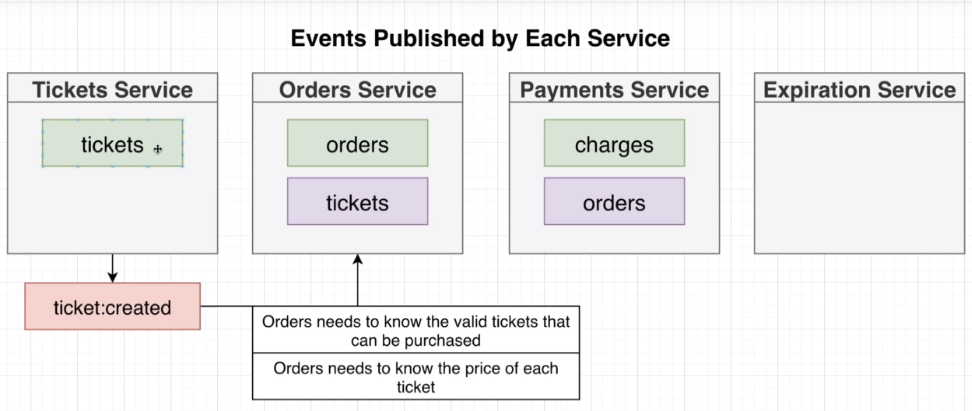 Events Published by Each Service
Tickets Service
tickets
Orders Service
orders
tickets
Payments Service
charges
orders
Expiration Service
ticket:created
Orders needs to know the valid tickets that
can be purchased
Orders needs to know the price of each
ticket